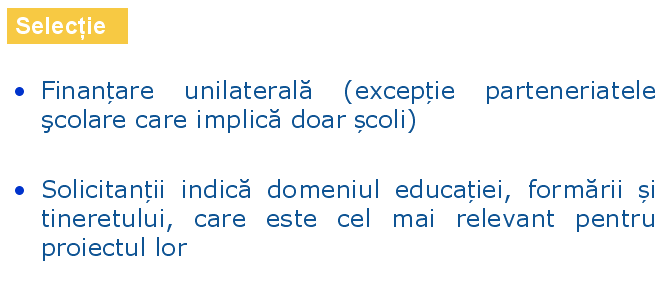 Selecție
• Finanțare unilaterală (excepție parteneriatele
şcolare care implică doar școli)
• Solicitanții indică domeniul educației, formării și
tineretului, care este cel mai relevant pentru
proiectul lor